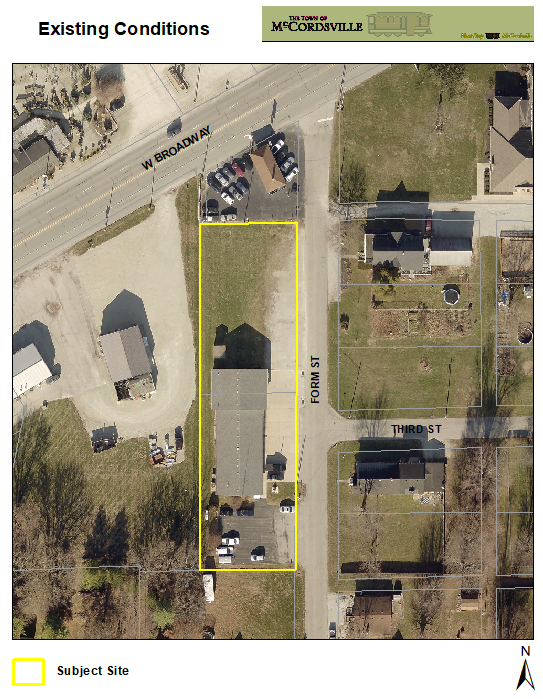 Existing Conditions
THE TOWN OF
MCCORDSVILLE
W BROADWAY
FORM ST
THIRD ST
Subject Site
N